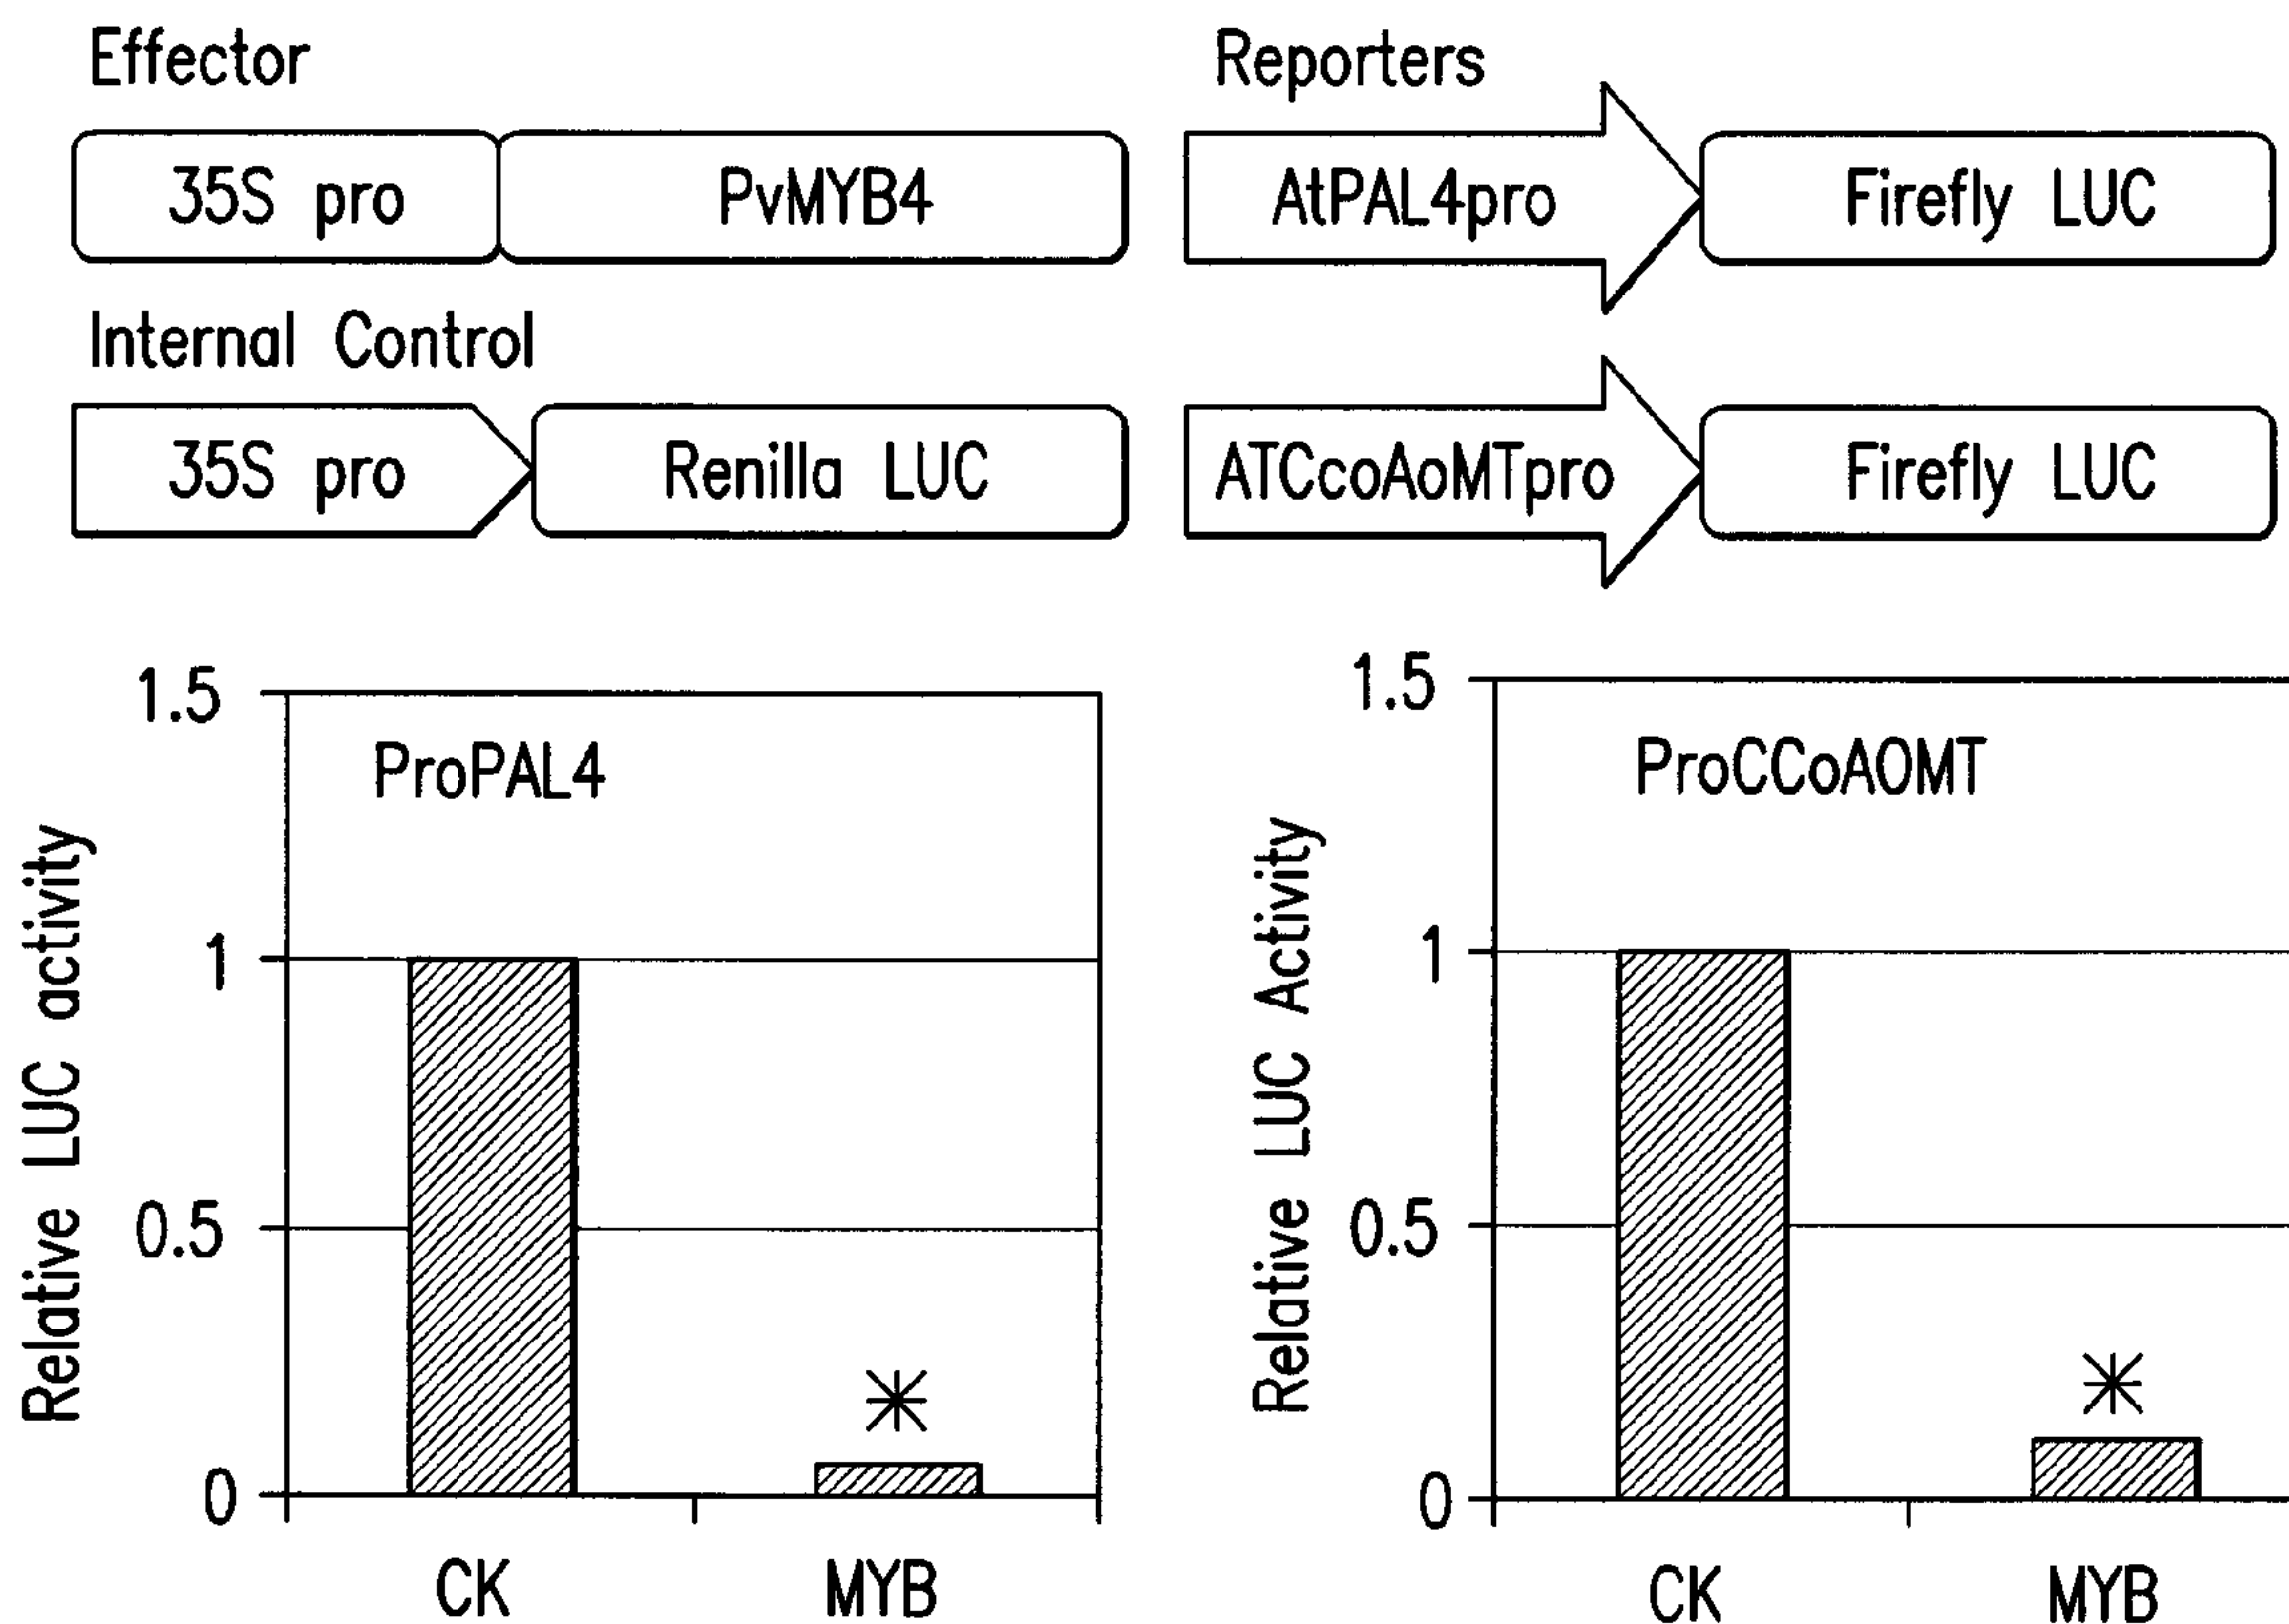 Effector
35S pro PvMYB4
Internal Control
35S pro Renilla LUC
Reporters
AtPAL4pro Firefly LUC
ATCcoAoMTpro Firefly LUC
Relative LUC activity
1.5
1
0.5
0
ProPAL4
*
CK MYB
Relative LUC Activity
1.5
1
0.5
0
ProCCoAOMT
*
CK MYB